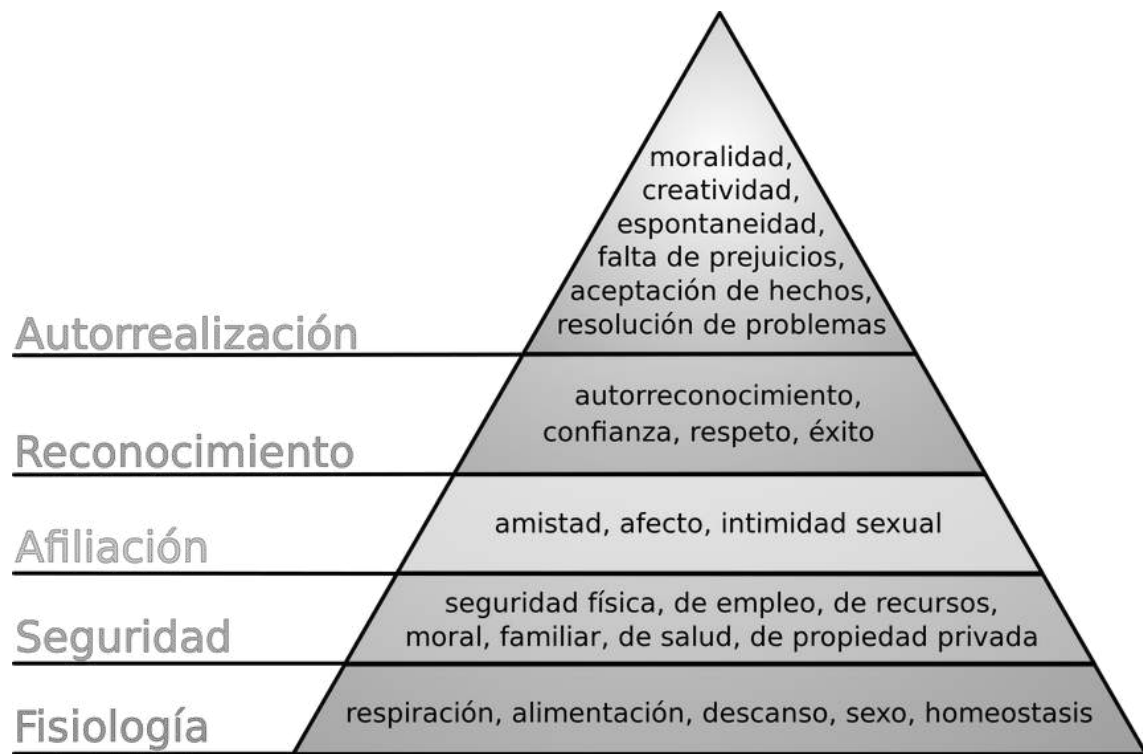 moralidad,
creatividad,
espontaneidad,
falta de prejuicios,
aceptación de hechos,
resolución de problemas
Autorrealización
autorreconocimiento,
confianza, respeto, éxito
Reconocimiento
amistad, afecto, intimidad sexual
Afiliación
seguridad física, de empleo, de recursos,
moral, familiar, de salud, de propiedad privada
Seguridad
respiración, alimentación, descanso, sexo, homeostasis
Fisiología